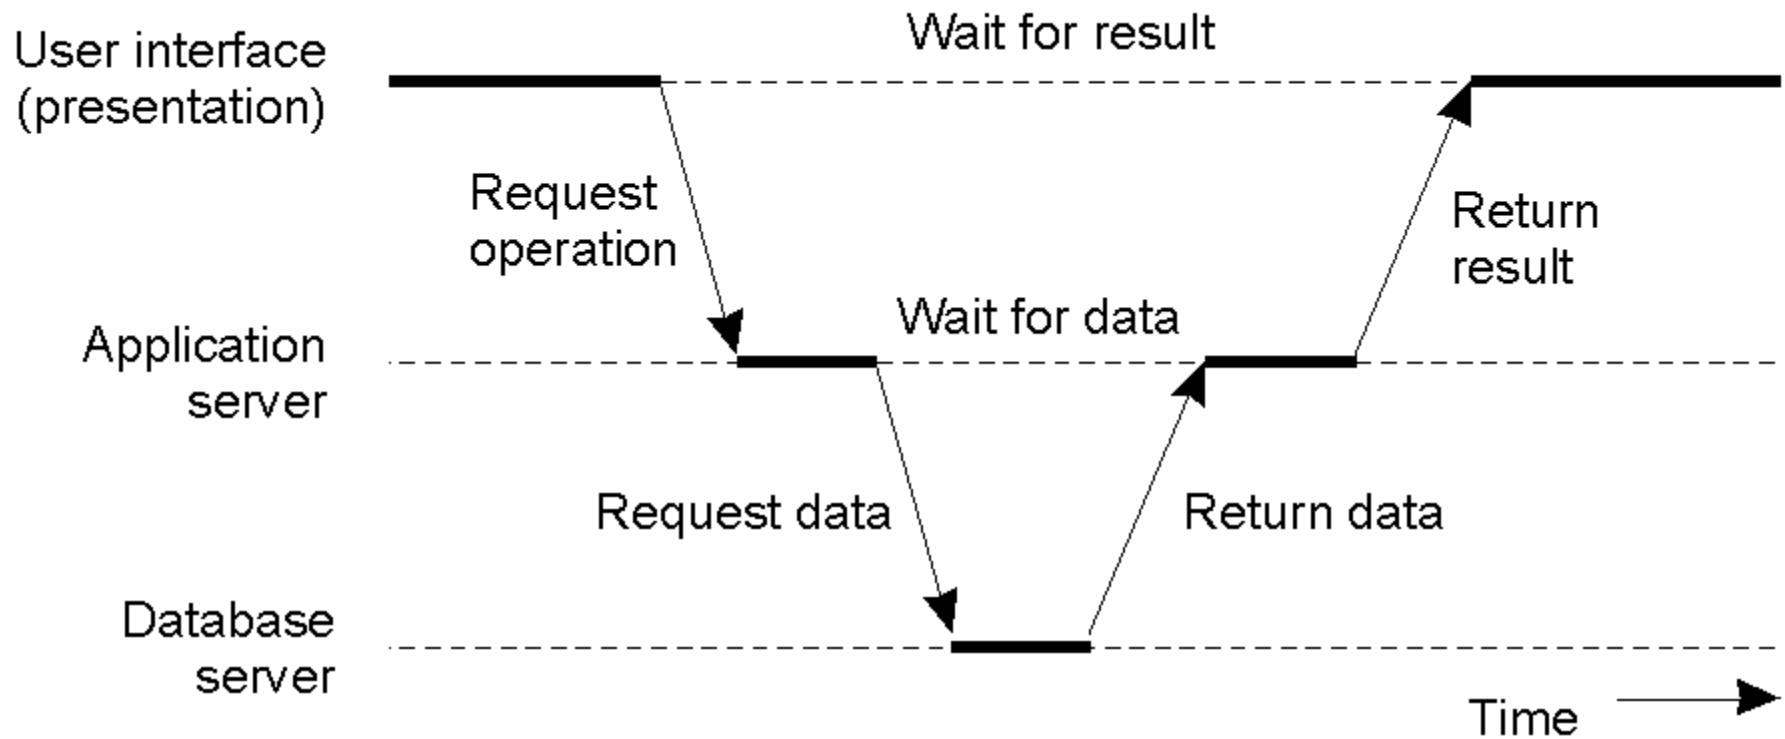 User interface
(presentation)
Wait for result
Request
operation
Return
result
Wait for data
Application
server
Request data
Return data
Database
server
Time